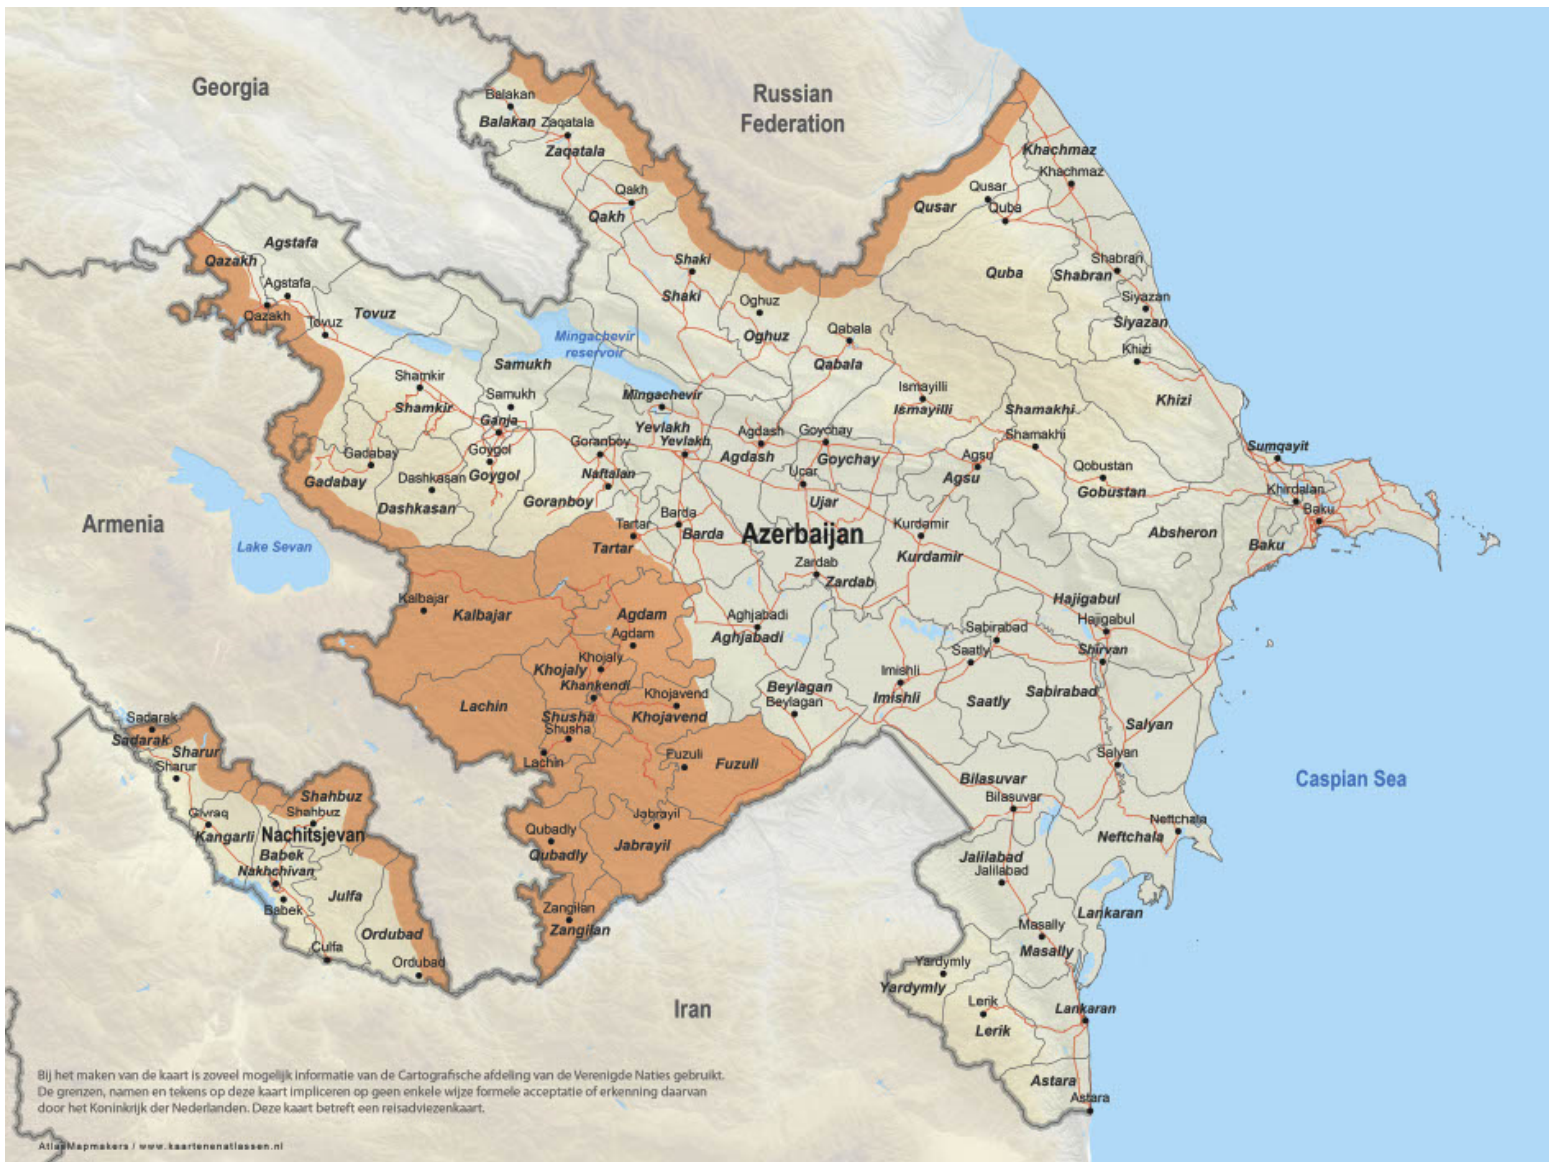 Georgia
Russian
Federation
Balakan
Balakan
Zaqatala
Zaqatala
Khachmaz
Khachmaz
Qakh
Qakh
Qusar
Qusar
Quba
Quba
Agstafa
Qazakh
Agstafa
Qazakh
Tovuz
Tovuz
Shaki
Shaki
Oghuz
Oghuz
Shabran
Shabran
Siyazan
Siyazan
Khizi
Khizi
Mingachevir
reservoir
Qabala
Qabala
Samukh
Samukh
Shamkir
Shamkir
Ganja
Mingachevir
Ismayilli
Ismayilli
Shamakhi
Shamakhi
Yevlakh
Yevlakh
Agdash
Agdash
Goychay
Goychay
Goranboy
Goranboy
Gadabay
Gadabay
Goygol
Goygol
Dashkasan
Dashkasan
Naftalan
Ucar
Ujar
Agsu
Agsu
Qobustan
Gobustan
Sumqayit
Khirdalan
Baku
Baku
Absheron
Armenia
Lake Sevan
Tartar
Tartar
Barda
Barda
Azerbaijan
Kurdamir
Kurdamir
Zardab
Zardab
Kalbajar
Kalbajar
Agdam
Agdam
Aghjabadi
Aghjabadi
Hajigabul
Hajigabul
Sabirabad
Saatly
Shirvan
Khojaly
Khojaly
Khankendi
Imishli
Imishli
Saatly
Sabirabad
Lachin
Khojavend
Khojavend
Beylagan
Beylagan
Shusha
Shusha
Lachin
Salyan
Salyan
Fuzuli
Fuzuli
Caspian Sea
Sadarak
Sadarak
Sharur
Sharur
Bilasuvar
Bilasuvar
Shahbuz
Shahbuz
Givraq
Kangarli
Nachitsjevan
Babek
Nakhchivan
Babek
Julfa
Culfa
Ordubad
Ordubad
Qubadly
Qubadly
Jabrayil
Jabrayil
Neftchala
Neftchala
Jalilabad
Jalilabad
Zangilan
Zangilan
Lankaran
Masally
Masally
Yardymly
Yardymly
Lerik
Lerik
Lankaran
Iran
Astara
Astara
Bij het maken van de kaart is zoveel mogelijk informatie van de Cartografische afdeling van de Verenigde Naties gebruikt.
De grenzen, namen en tekens op deze kaart impliceren op geen enkele wijze formele acceptatie of erkenning daarvan
door het Koninkrijk der Nederlanden. Deze kaart betreft een reisadviezenkaart.
AtlasMapmakers / www.kaartenenatlassen.nl